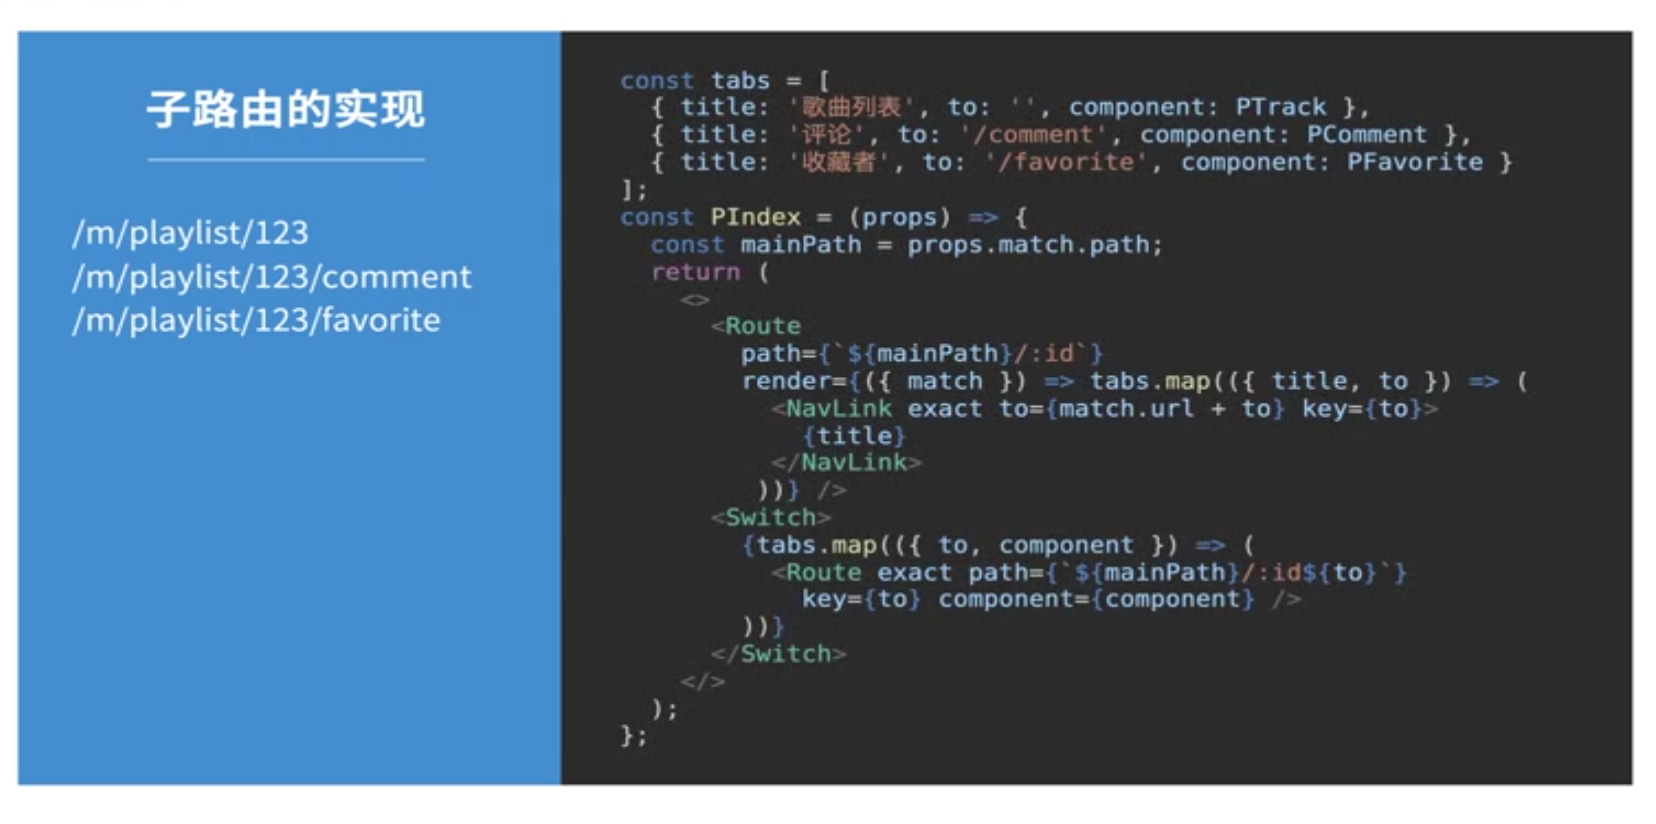 子路由的实现
/m/playlist/123
/m/playlist/123/comment
/m/playlist/123/favorite
const tabs = [
  { title: '歌曲列表', to: '', component: PTrack },
  { title: '评论', to: '/comment', component: PComment },
  { title: '收藏者', to: '/favorite', component: PFavorite }
];
const PIndex = (props) => {
  const mainPath = props.match.path;
  return (
    <>
      <Route
        path={`${mainPath}/:id`}
        render={({ match }) => tabs.map(({ title, to }) => (
          <NavLink exact to={match.url + to} key={to}>
            {title}
          </NavLink>
         ))} />
      <Switch>
        {tabs.map(({ to, component }) => (
          <Route exact path={`${mainPath}/:id${to}`}
            key={to} component={component} />
        ))}
      </Switch>
    </>
  );
};